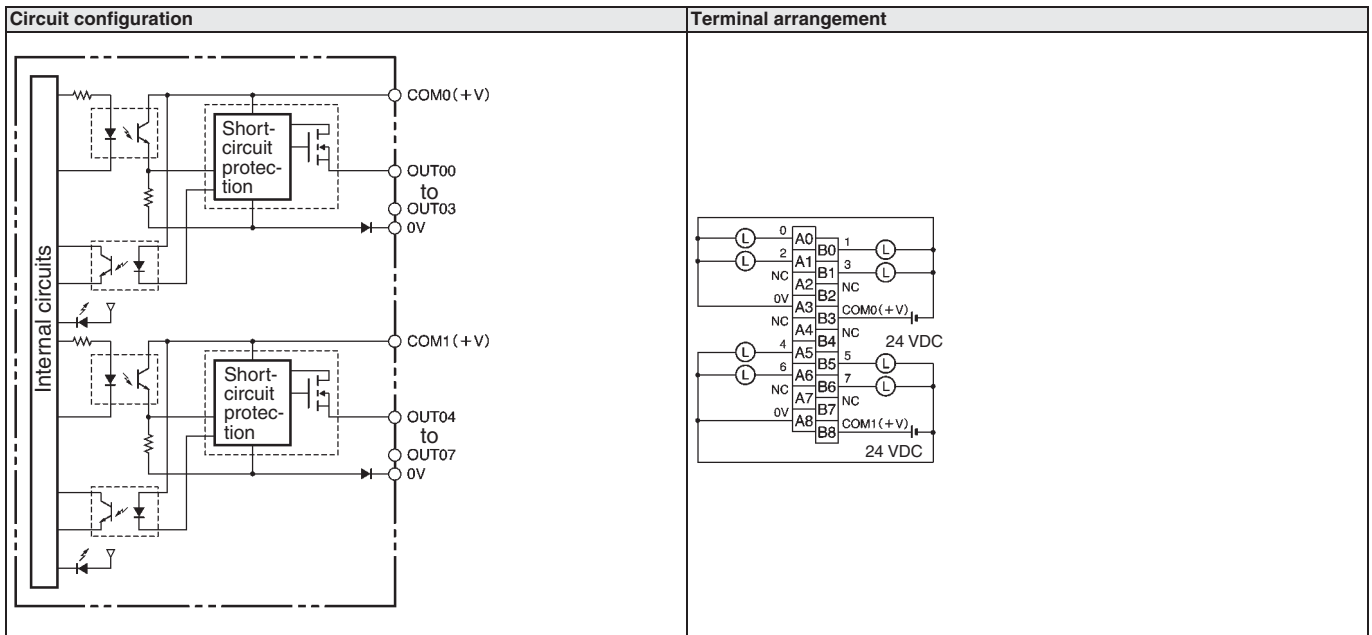 Circuit configuration
Terminal arrangement
Internal circuits
COM0(+V)
Short-
circuit
protec-
tion
OUT00
to
OUT03
0V
COM1(+V)
Short-
circuit
protec-
tion
OUT04
to
OUT07
0V
L 0 A0 B0 1 L
L 2 A1 B1 3 L
NC A2 B2 NC
0V A3 B3 COM0(+V)
NC A4 B4 NC
24 VDC
L 4 A5 B5 5 L
L 6 A6 B6 7 L
NC A7 B7 NC
0V A8 B8 COM1(+V)
24 VDC